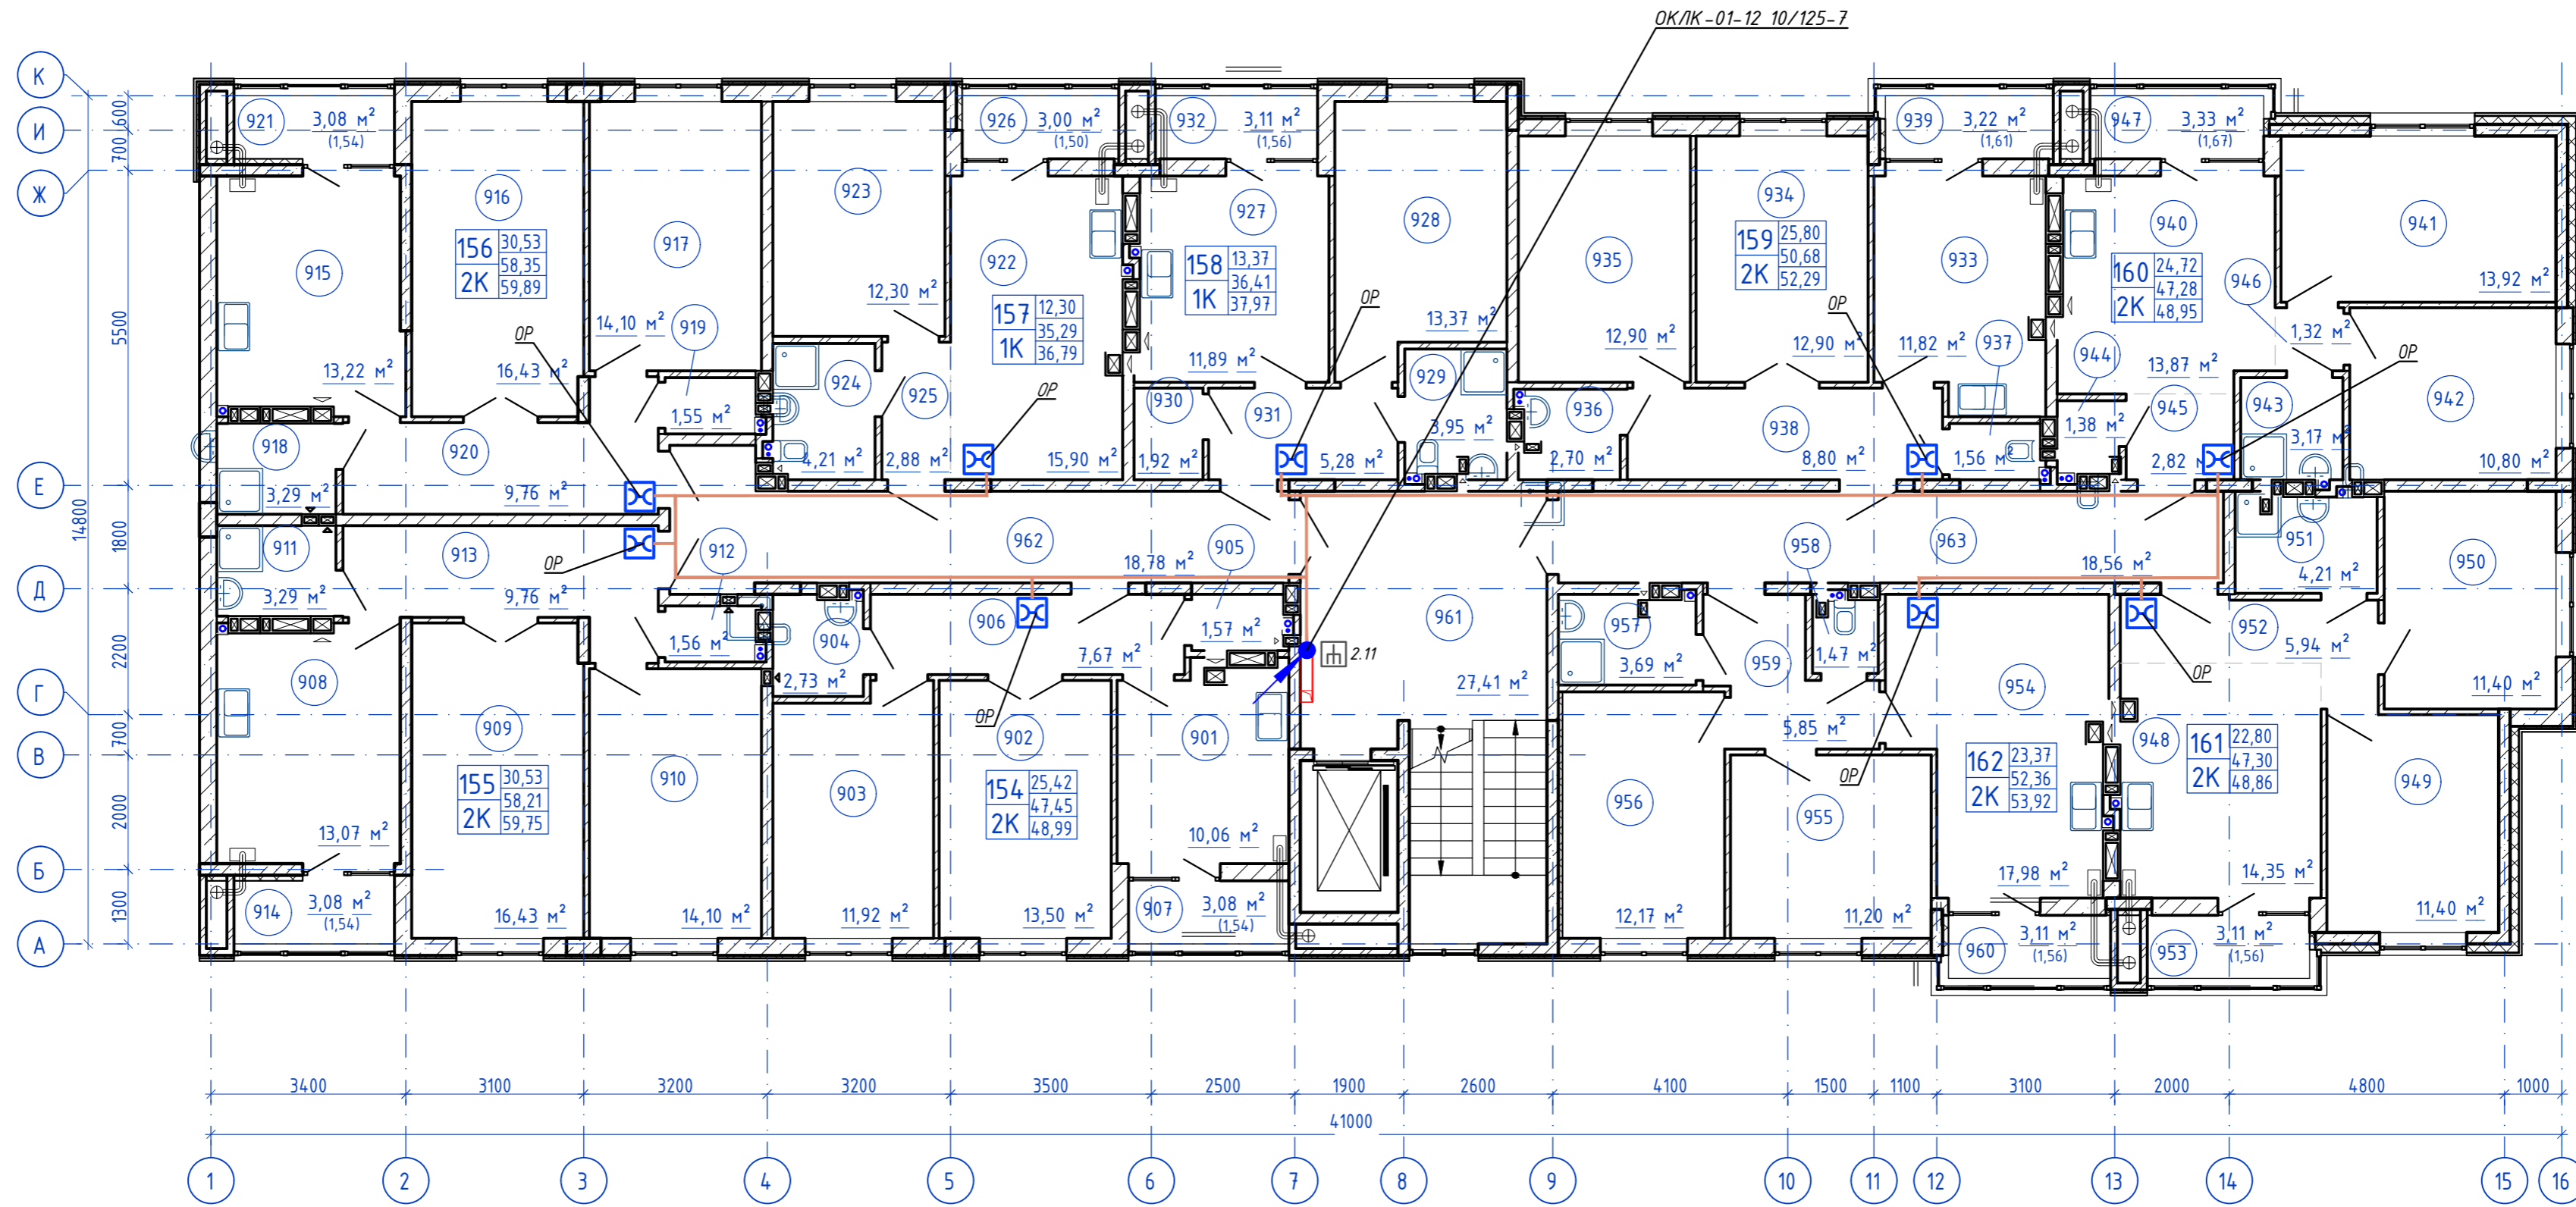 ОКЛК-01-12 10/125-7
К
И
Ж
Е
Д
Г
В
Б
А
600
700
5500
1800
2200
700
2000
1300
14800
921
3,08 м²
(1,54)
926
3,00 м²
(1,50)
932
3,11 м²
(1,56)
939
3,22 м²
(1,61)
947
3,33 м²
(1,67)
916
156
2К
30,53
58,35
59,89
915
13,22 м²
16,43 м²
917
14,10 м²
919
1,55 м²
923
12,30 м²
922
157
1К
12,30
35,29
36,79
924
4,21 м²
925
2,88 м²
15,90 м²
ОР
ОР
927
158
1К
13,37
36,41
37,97
11,89 м²
928
13,37 м²
ОР
930
1,92 м²
931
5,28 м²
929
3,95 м²
935
12,90 м²
934
159
2К
25,80
50,68
52,29
12,90 м²
ОР
933
11,82 м²
937
1,56 м²
936
2,70 м²
938
8,80 м²
940
160
2К
24,72
47,28
48,95
946
1,32 м²
13,87 м²
944
1,38 м²
945
2,82
ОР
941
13,92 м²
942
10,80 м²
943
3,17 м²
918
3,29 м²
920
9,76 м²
911
3,29 м²
913
9,76 м²
ОР
912
1,56 м²
962
18,78 м²
905
1,57 м²
958
1,47 м²
963
18,56 м²
951
4,21 м²
950
11,40 м²
952
5,94 м²
908
13,07 м²
909
155
2К
30,53
58,21
59,75
16,43 м²
910
14,10 м²
904
2,73 м²
906
7,67 м²
ОР
903
11,92 м²
902
154
2К
25,42
47,45
48,99
13,50 м²
901
10,06 м²
2.11
961
27,41 м²
957
3,69 м²
959
5,85 м²
956
12,17 м²
955
11,20 м²
ОР
954
162
2К
23,37
52,36
53,92
17,98 м²
948
161
2К
22,80
47,30
48,86
14,35 м²
ОР
949
11,40 м²
914
3,08 м²
(1,54)
907
3,08 м²
(1,54)
960
3,11 м²
(1,56)
953
3,11 м²
(1,56)
3400
3100
3200
3200
3500
2500
1900
2600
4100
1500
1100
3100
2000
4800
1000
41000
1
2
3
4
5
6
7
8
9
10
11
12
13
14
15
16